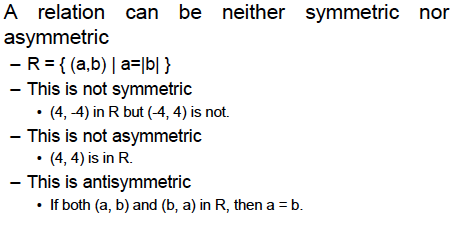 A relation can be neither symmetric nor
asymmetric
– R = { (a,b) | a=|b| }
– This is not symmetric
• (4, -4) in R but (-4, 4) is not.
– This is not asymmetric
• (4, 4) is in R.
– This is antisymmetric
• If both (a, b) and (b, a) in R, then a = b.